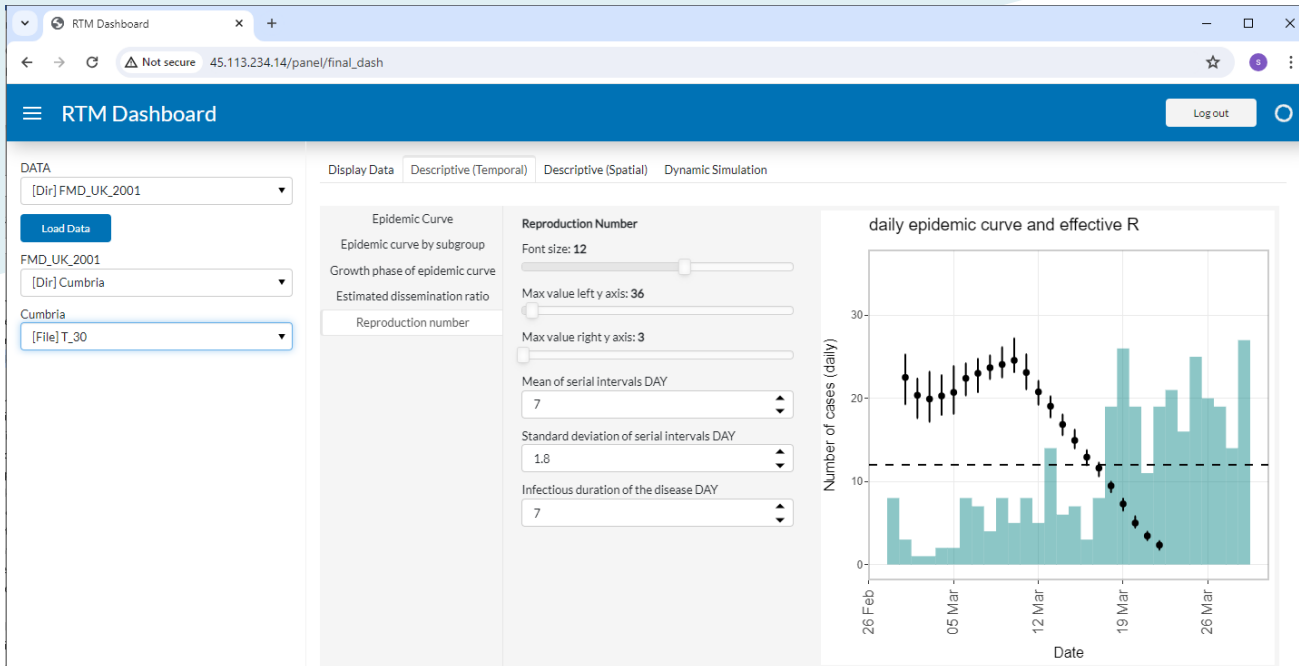 RTM Dashboard
Not secure 45.113.234.14/panel/final_dash
S
RTM Dashboard
Log out
DATA
[Dir] FMD_UK_2001
Load Data
FMD_UK_2001
[Dir] Cumbria
Cumbria
[File] T_30
Display Data Descriptive (Temporal) Descriptive (Spatial) Dynamic Simulation
Epidemic Curve
Epidemic curve by subgroup
Growth phase of epidemic curve
Estimated dissemination ratio
Reproduction number
Reproduction Number
Font size: 12
Max value left y axis: 36
Max value right y axis: 3
Mean of serial intervals DAY
7
Standard deviation of serial intervals DAY
1.8
Infectious duration of the disease DAY
7
daily epidemic curve and effective R
Number of cases (daily)
30
20
10
0
26 Feb
05 Mar
12 Mar
19 Mar
26 Mar
Date